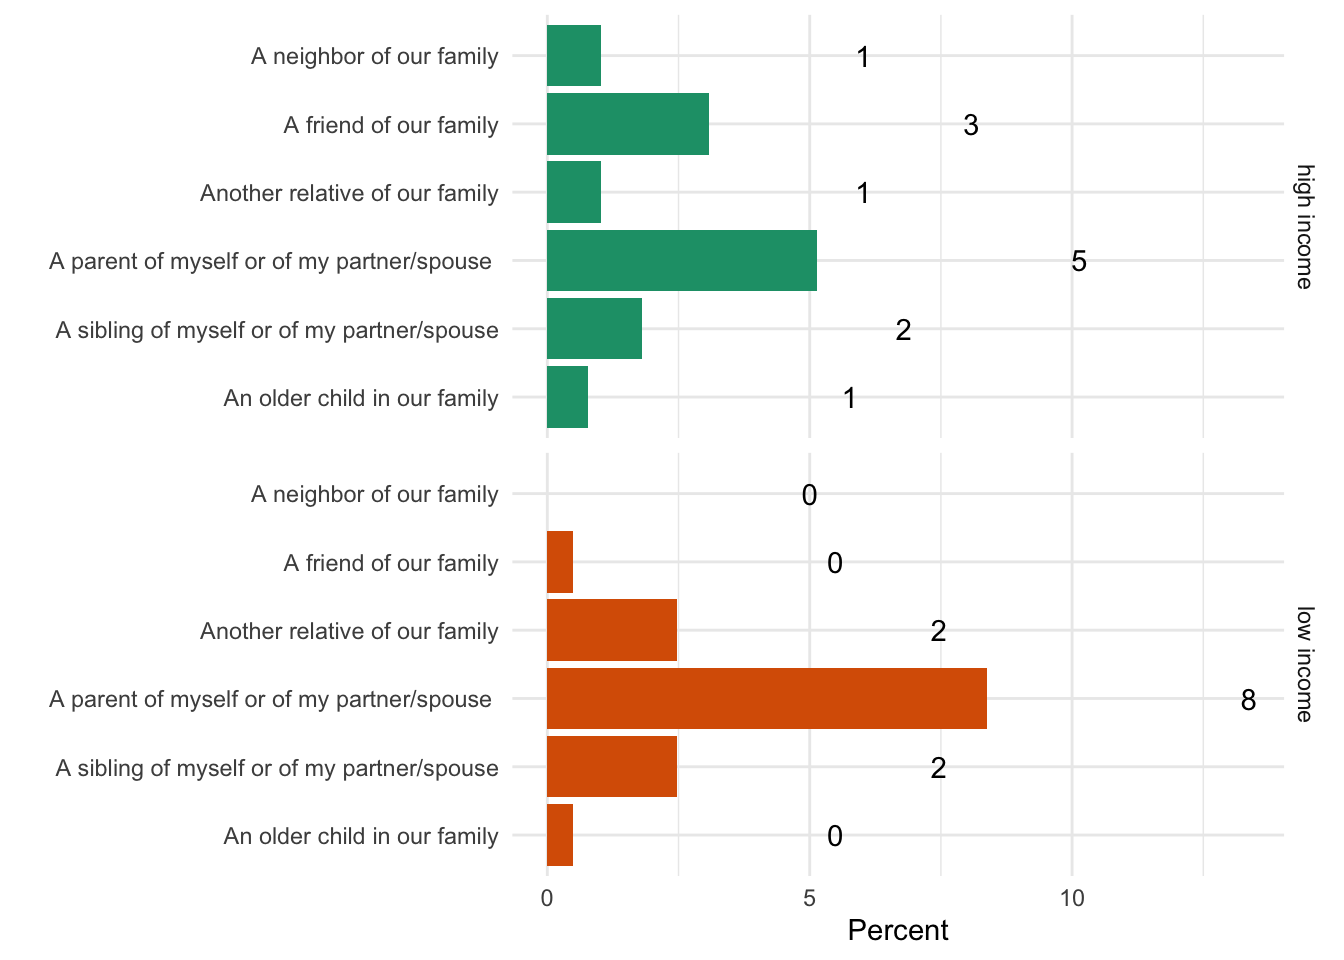 A neighbor of our family 1
A friend of our family 3
Another relative of our family 1
A parent of myself or of my partner/spouse 5
A sibling of myself or of my partner/spouse 2
An older child in our family 1
high income
A neighbor of our family 0
A friend of our family 0
Another relative of our family 2
A parent of myself or of my partner/spouse 8
A sibling of myself or of my partner/spouse 2
An older child in our family 0
low income
0 5 10
Percent